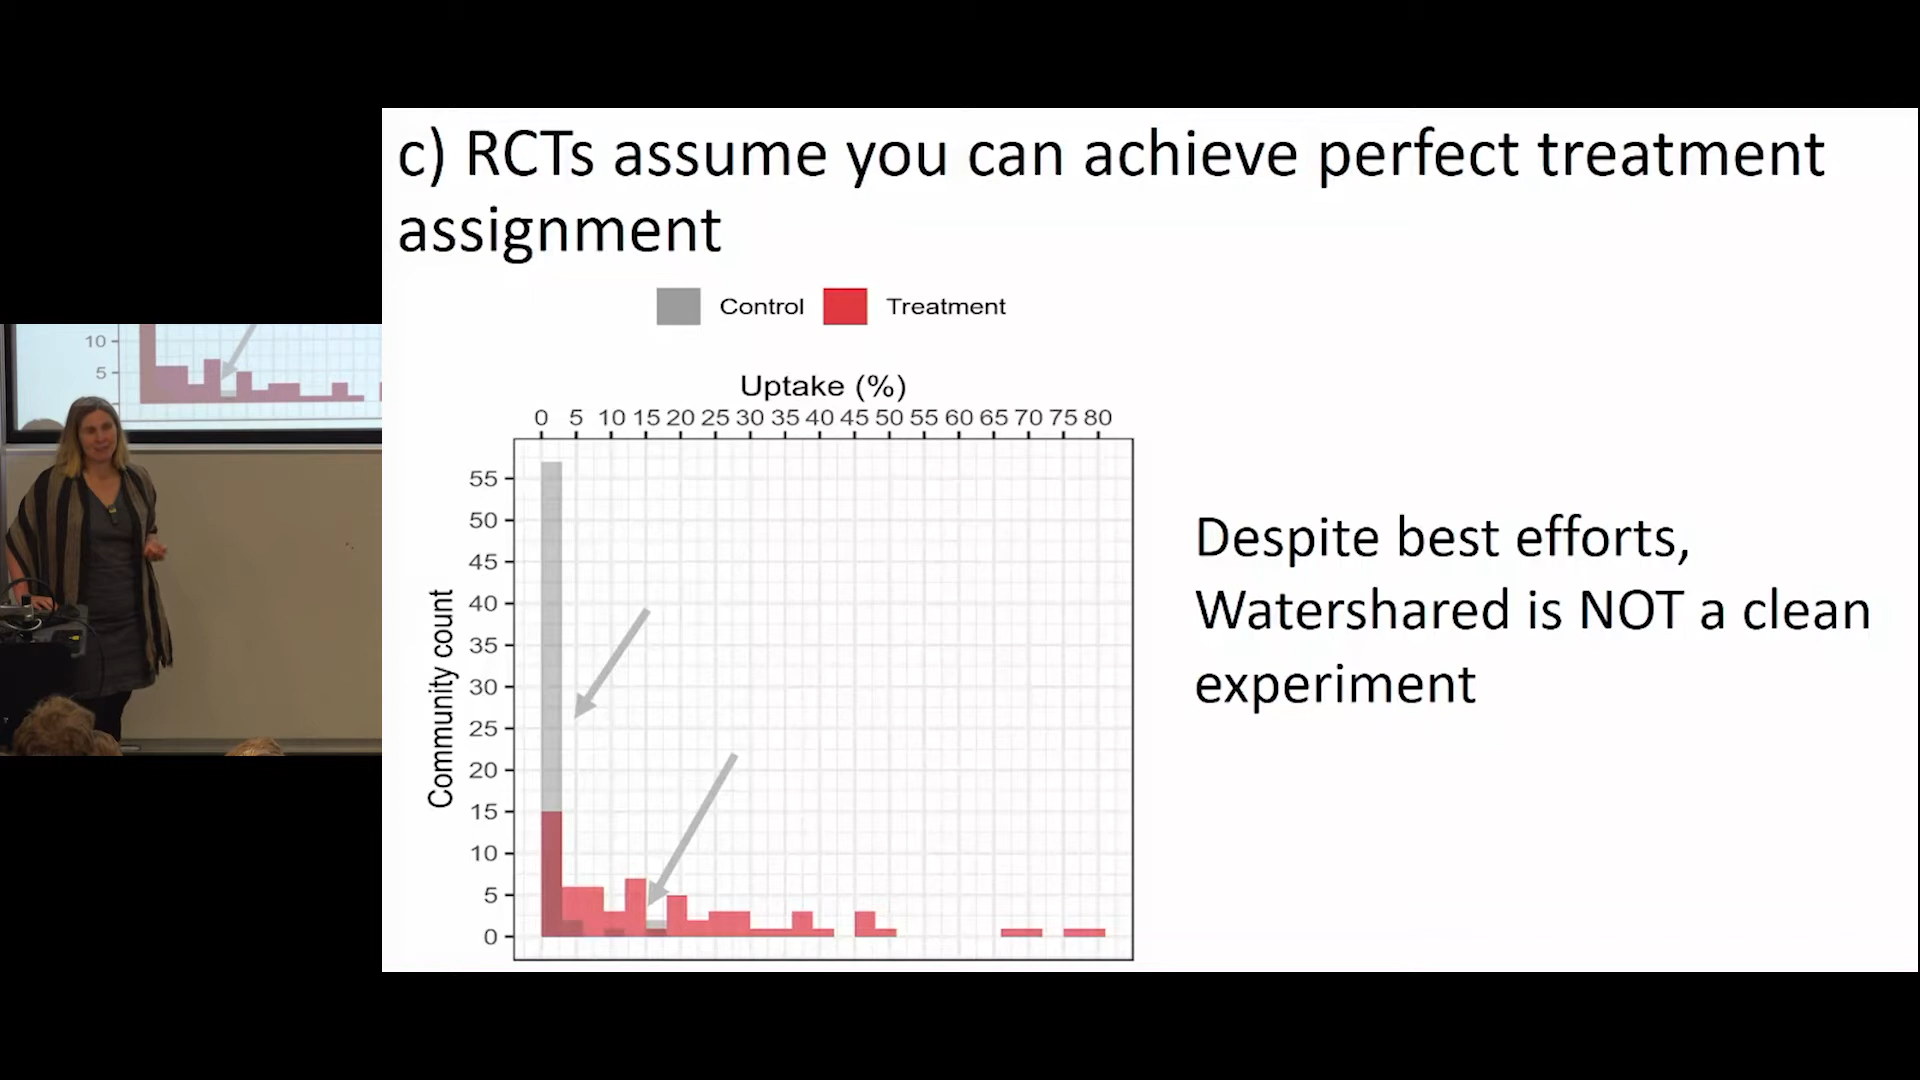 c) RCTs assume you can achieve perfect treatment
assignment
Control Treatment
Uptake (%)
0 5 10 15 20 25 30 35 40 45 50 55 60 65 70 75 80
55
50
45
40
35
30
25
20
15
10
5
0
Community count
Despite best efforts,
Watershared is NOT a clean
experiment
10
5